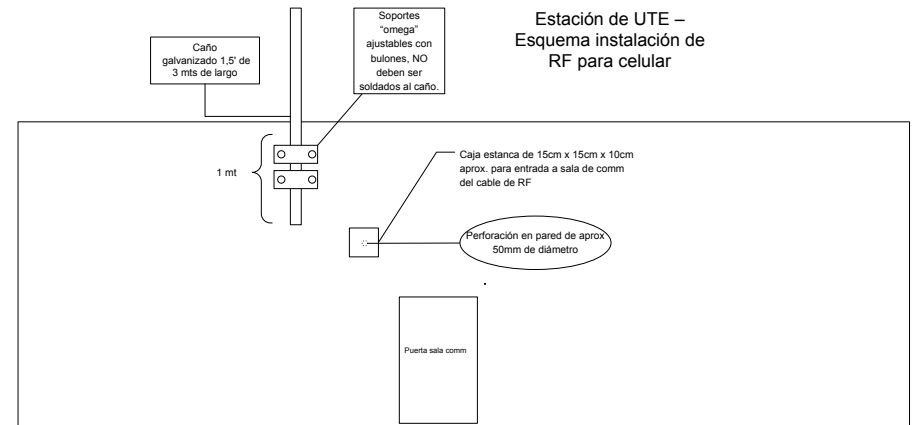 Estación de UTE –
Esquema instalación de
RF para celular
Soportes
“omega”
ajustables con
bulones, NO
deben ser
soldados al caño.
Caño
galvanizado 1,5' de
3 mts de largo
1 mt
Caja estanca de 15cm x 15cm x 10cm
aprox. para entrada a sala de comm
del cable de RF
Perforación en pared de aprox
50mm de diámetro
Puerta sala comm